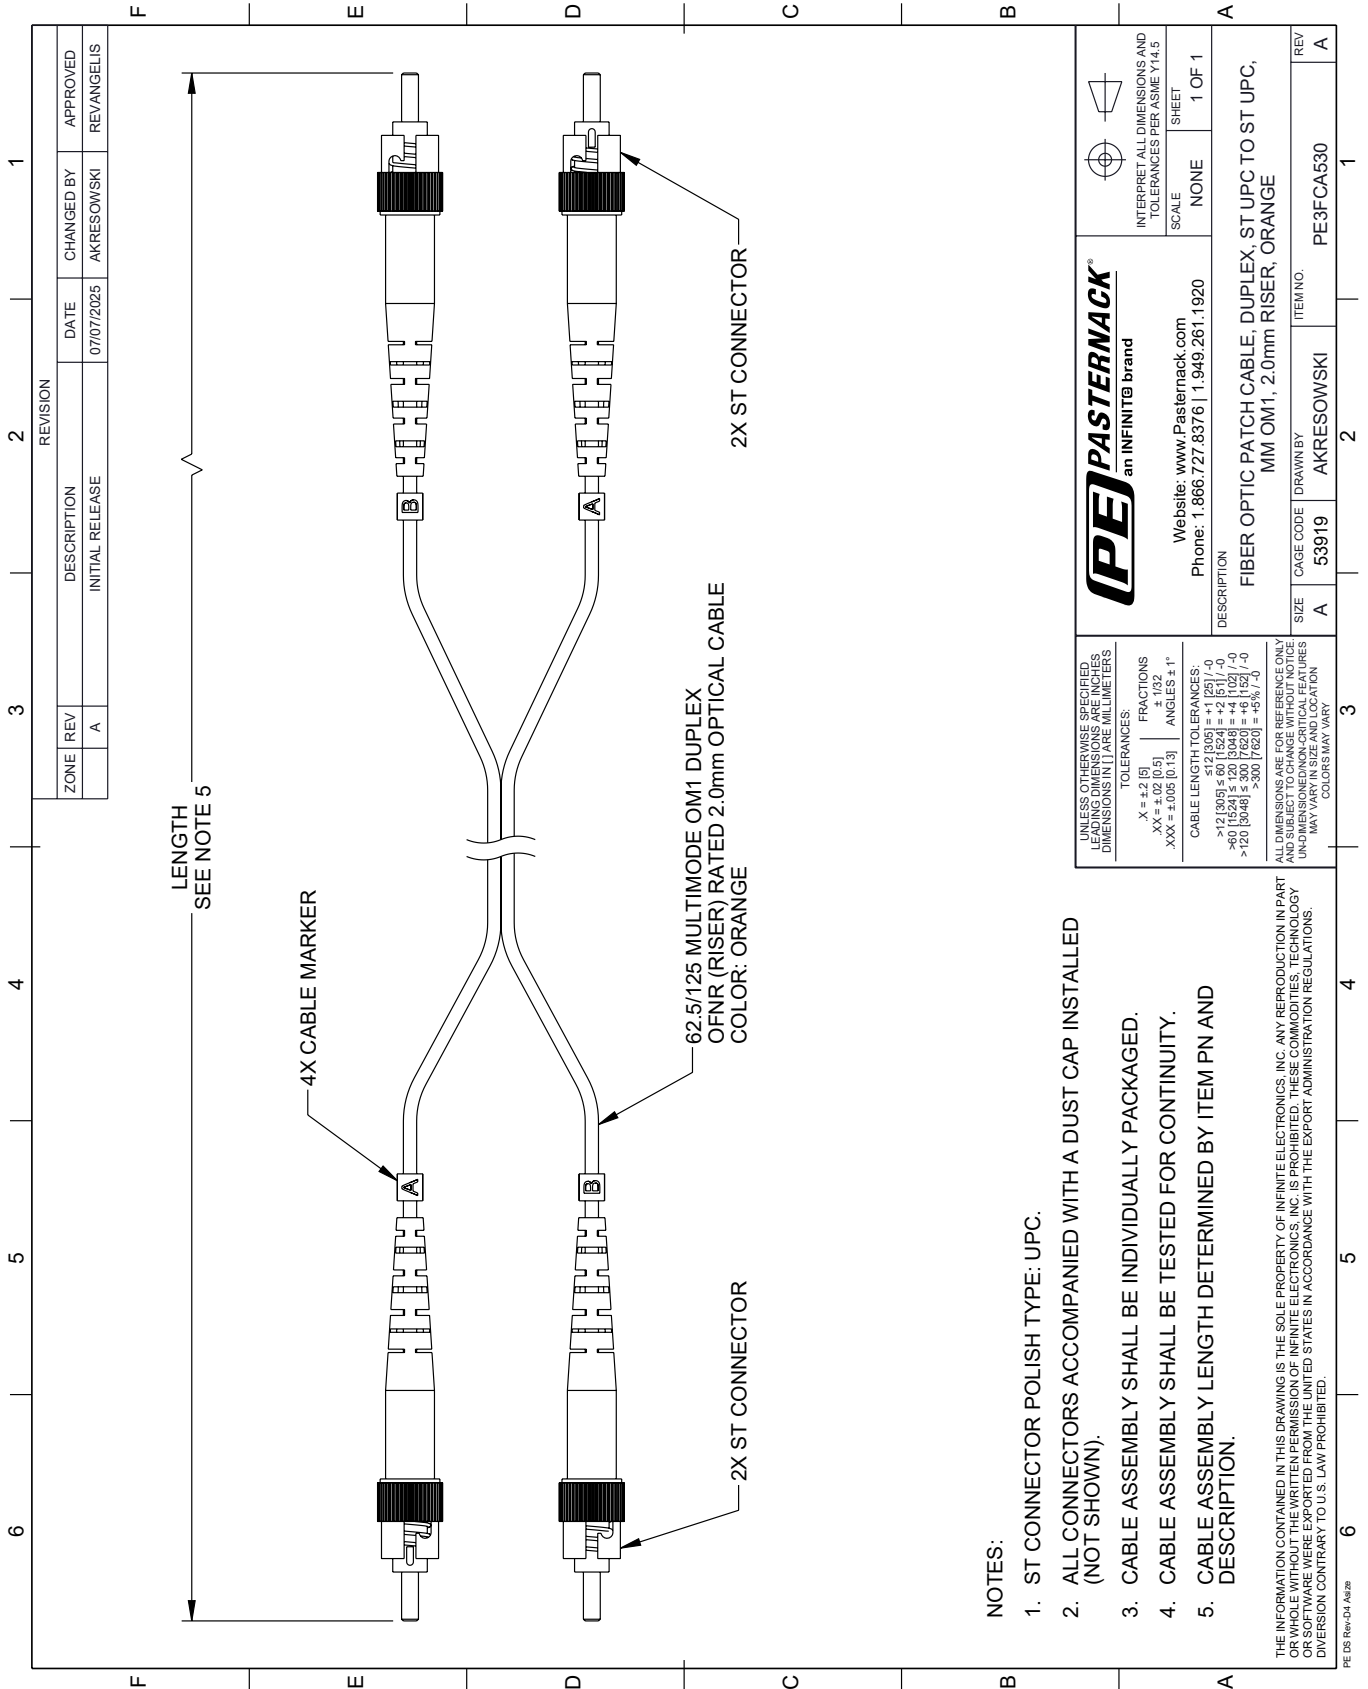 6
5
4
3
2
1
F
E
D
C
B
A
REVISION
ZONE REV DESCRIPTION DATE CHANGED BY APPROVED
A INITIAL RELEASE 07/07/2025 AKRESOWSKI REVANGELIS
LENGTH
SEE NOTE 5
4X CABLE MARKER
A
B
B
A
62.5/125 MULTIMODE OM1 DUPLEX
OFNR (RISER) RATED 2.0mm OPTICAL CABLE
COLOR: ORANGE
2X ST CONNECTOR
2X ST CONNECTOR
NOTES:
1. ST CONNECTOR POLISH TYPE: UPC.
2. ALL CONNECTORS ACCOMPANIED WITH A DUST CAP INSTALLED
(NOT SHOWN).
3. CABLE ASSEMBLY SHALL BE INDIVIDUALLY PACKAGED.
4. CABLE ASSEMBLY SHALL BE TESTED FOR CONTINUITY.
5. CABLE ASSEMBLY LENGTH DETERMINED BY ITEM PN AND
DESCRIPTION.
THE INFORMATION CONTAINED IN THIS DRAWING IS THE SOLE PROPERTY OF INFINITE ELECTRONICS, INC. ANY REPRODUCTION IN PART
OR WHOLE WITHOUT THE WRITTEN PERMISSION OF INFINITE ELECTRONICS, INC. IS PROHIBITED. THESE COMMODITIES, TECHNOLOGY
OR SOFTWARE WERE EXPORTED FROM THE UNITED STATES IN ACCORDANCE WITH THE EXPORT ADMINISTRATION REGULATIONS.
DIVERSION CONTRARY TO U.S. LAW PROHIBITED.
UNLESS OTHERWISE SPECIFIED
LEADING DIMENSIONS ARE INCHES
DIMENSIONS IN [ ] ARE MILLIMETERS
TOLERANCES:
.X = ±.2 [5] FRACTIONS
.XX = ±.02 [0.5] ± 1/32
.XXX = ±.005 [0.13] ANGLES ± 1°
CABLE LENGTH TOLERANCES:
≤12 [305] = +1 [25] / -0
>12 [305] ≤ 60 [1524] = +2 [51] / -0
>60 [1524] ≤ 120 [3048] = +4 [102] / -0
>120 [3048] ≤ 300 [7620] = +6 [152] / -0
>300 [7620] = +5% / -0
ALL DIMENSIONS ARE FOR REFERENCE ONLY
AND SUBJECT TO CHANGE WITHOUT NOTICE.
UN-DIMENSIONED/NON-CRITICAL FEATURES
MAY VARY IN SIZE AND LOCATION
COLORS MAY VARY
PE PASTERNACK®
an INFINIT@ brand
Website: www.Pasternack.com
Phone: 1.866.727.8376 | 1.949.261.1920
INTERPRET ALL DIMENSIONS AND
TOLERANCES PER ASME Y14.5
SCALE SHEET
NONE 1 OF 1
DESCRIPTION
FIBER OPTIC PATCH CABLE, DUPLEX, ST UPC TO ST UPC,
MM OM1, 2.0mm RISER, ORANGE
SIZE CAGE CODE DRAWN BY ITEM NO. REV
A 53919 AKRESOWSKI PE3FCA530 A
F
E
D
C
B
A
6
5
4
3
2
1
PE DS Rev-D4 Asize